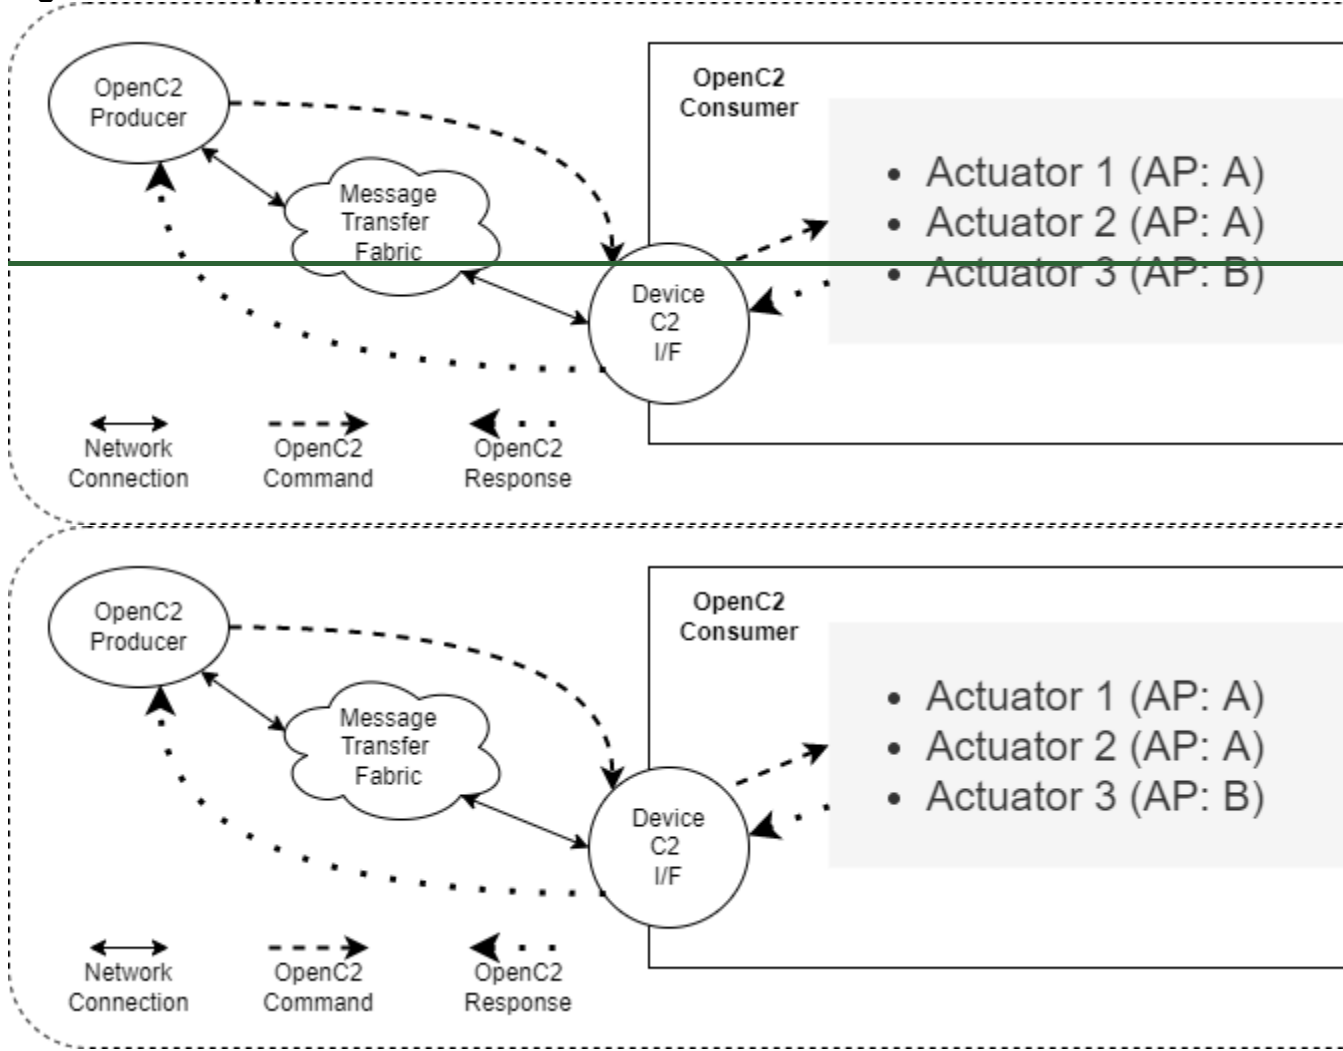 OpenC2
Producer
OpenC2
Consumer
Message
Transfer
Fabric
• Actuator 1 (AP: A)
• Actuator 2 (AP: A)
• Actuator 3 (AP: B)
Device
C2
I/F
Network
Connection
OpenC2
Command
OpenC2
Response
OpenC2
Producer
OpenC2
Consumer
Message
Transfer
Fabric
• Actuator 1 (AP: A)
• Actuator 2 (AP: A)
• Actuator 3 (AP: B)
Device
C2
I/F
Network
Connection
OpenC2
Command
OpenC2
Response